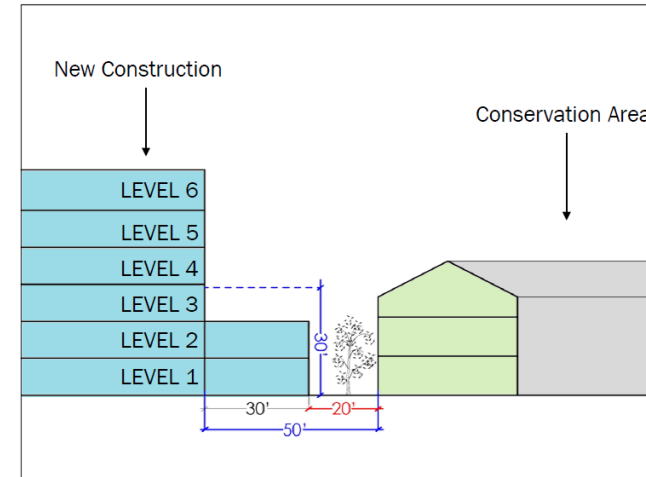 New Construction
Conservation Area
LEVEL 6
LEVEL 5
LEVEL 4
LEVEL 3
LEVEL 2
LEVEL 1
30'
30'
20'
50'